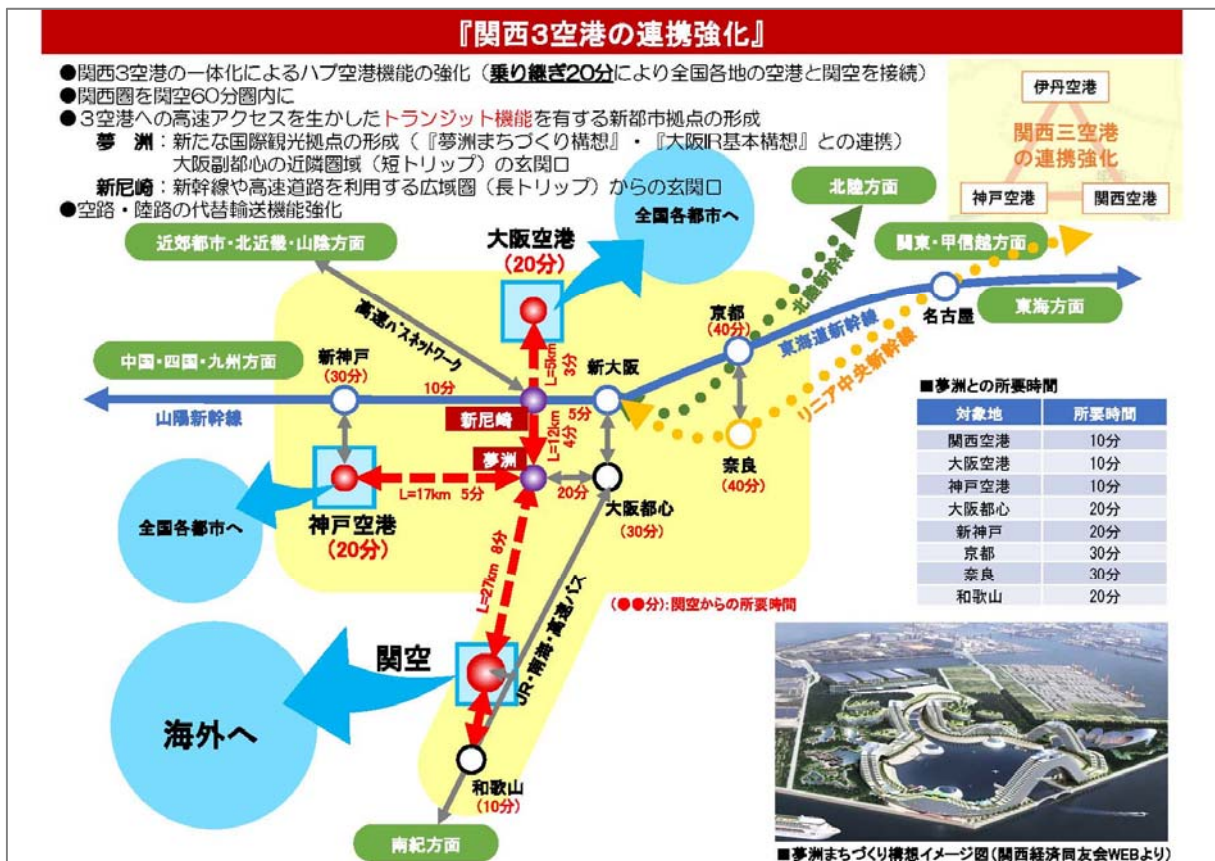 『関西3空港の連携強化』
●関西3空港の一体化によるハブ空港機能の強化（乗り継ぎ20分により全国各地の空港と関空を接続）
●関西圏を関空60分圏内に
●3空港への高速アクセスを生かしたトランジット機能を有する新都市拠点の形成
夢　洲：新たな国際観光拠点の形成（『夢洲まちづくり構想』・『大阪IR基本構想』との連携）
大阪副都心の近隣圏域（短トリップ）の玄関口
新尼崎：新幹線や高速道路を利用する広域圏（長トリップ）からの玄関口
●空路・陸路の代替輸送機能強化
伊丹空港
関西三空港
の連携強化
神戸空港
関西空港
北陸方面
全国各都市へ
近郊都市・北近畿・山陰方面
大阪空港
(20分)
関東・甲信越方面
北陸新幹線
東海方面
名古屋
京都
(40分)
東海道新幹線
リニア中央新幹線
高速バスネットワーク
L=5km
3分
中国・四国・九州方面
新神戸
(30分)
10分
新大阪
5分
山陽新幹線
新尼崎
L=12km
4分
夢洲
奈良
(40分)
L=17km 5分
20分
大阪都心
(30分)
全国各都市へ
神戸空港
(20分)
L=27km 8分
JR・南海・高速バス
(●●分):関空からの所要時間
関空
海外へ
和歌山
(10分)
南紀方面
■夢洲との所要時間
対象地 所要時間
関西空港 10分
大阪空港 10分
神戸空港 10分
大阪都心 20分
新神戸 20分
京都 30分
奈良 30分
和歌山 20分
■夢洲まちづくり構想イメージ図(関西経済同友会WEBより)